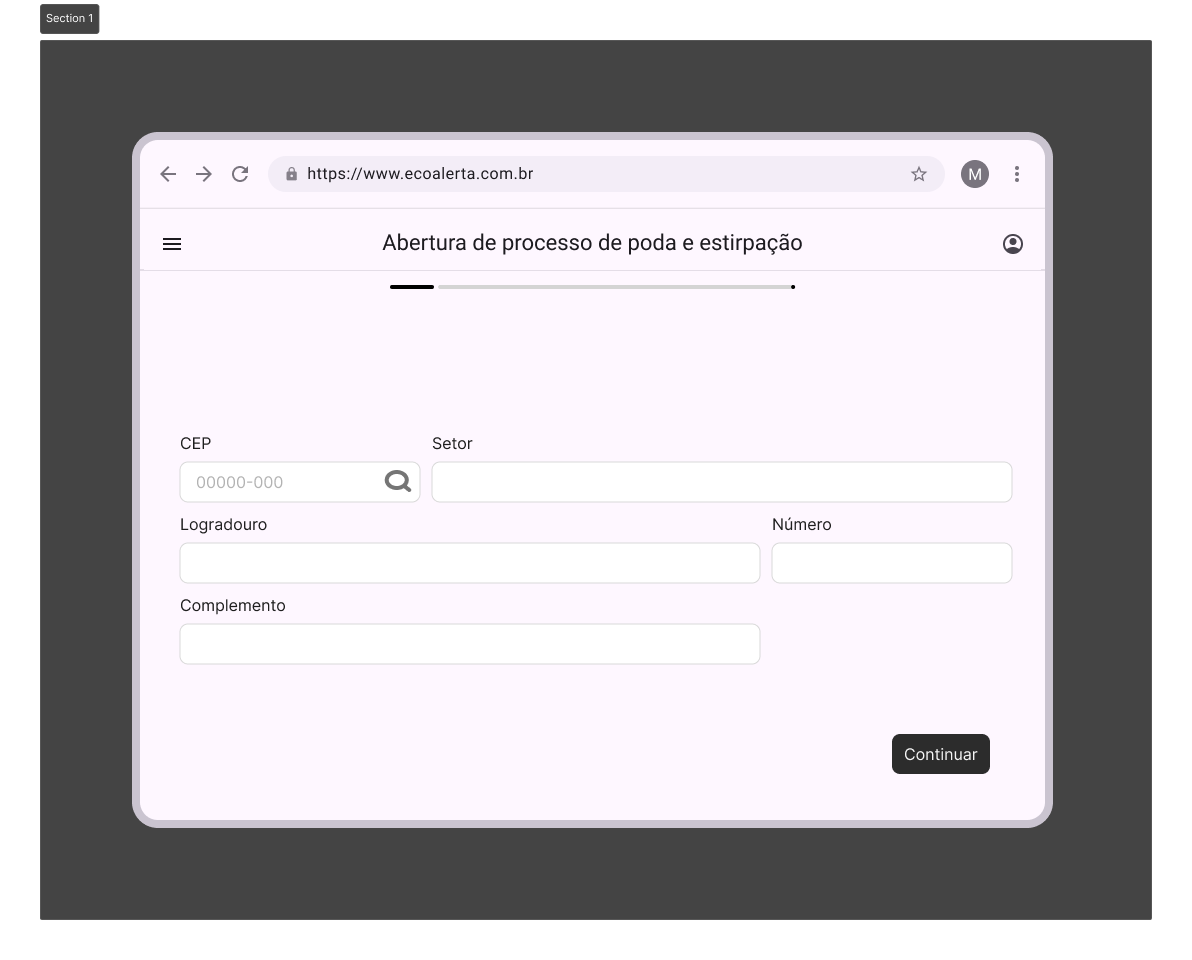 Section 1
https://www.ecoalerta.com.br
M
Abertura de processo de poda e estirpação
CEP
Setor
00000-000
Logradouro
Número
Complemento
Continuar